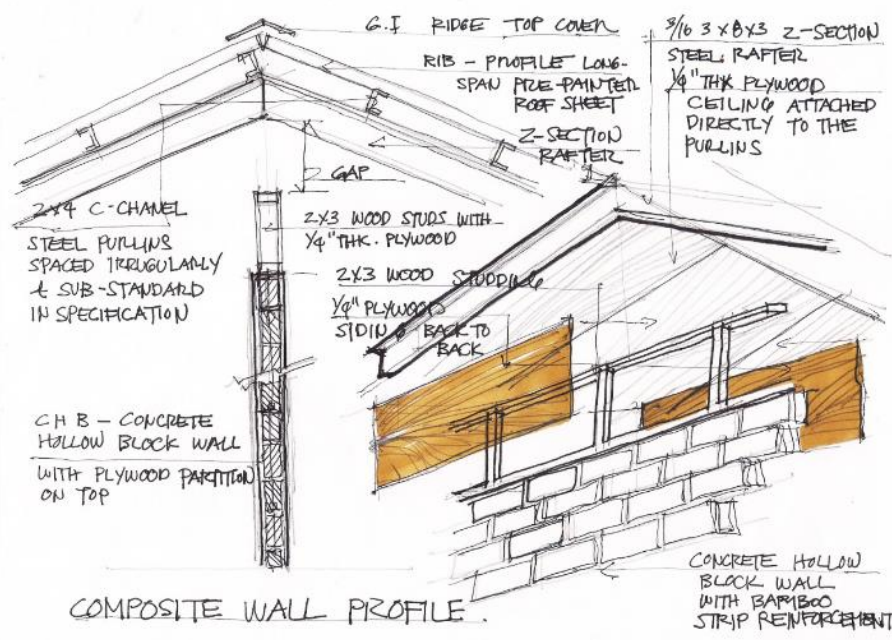 G.I RIDGE TOP COVER
RIB - PROFILE LONG-
SPAN PRE-PAINTER
ROOF SHEET
Z-SECTION
RAFTER
GAP
3/16 3 X 8 X 3 Z-SECTION
STEEL RAFTER
1/4" THK PLYWOOD
CEILING ATTACHED
DIRECTLY TO THE
PURLINS
2X4 C-CHANEL
STEEL PURLINS
SPACED IRRUGULARLY
& SUB-STANDARD
IN SPECIFICATION
2X3 WOOD STUDS WITH
1/4" THK. PLYWOOD
2X3 WOOD STUDDING
1/4" PLYWOOD
SIDING BACK TO
BACK
C H B - CONCRETE
HOLLOW BLOCK WALL
WITH PLYWOOD PARTITION
ON TOP
CONCRETE HOLLOW
BLOCK WALL
WITH BAMBOO
STRIP REINFORCEMENT
COMPOSITE WALL PROFILE.